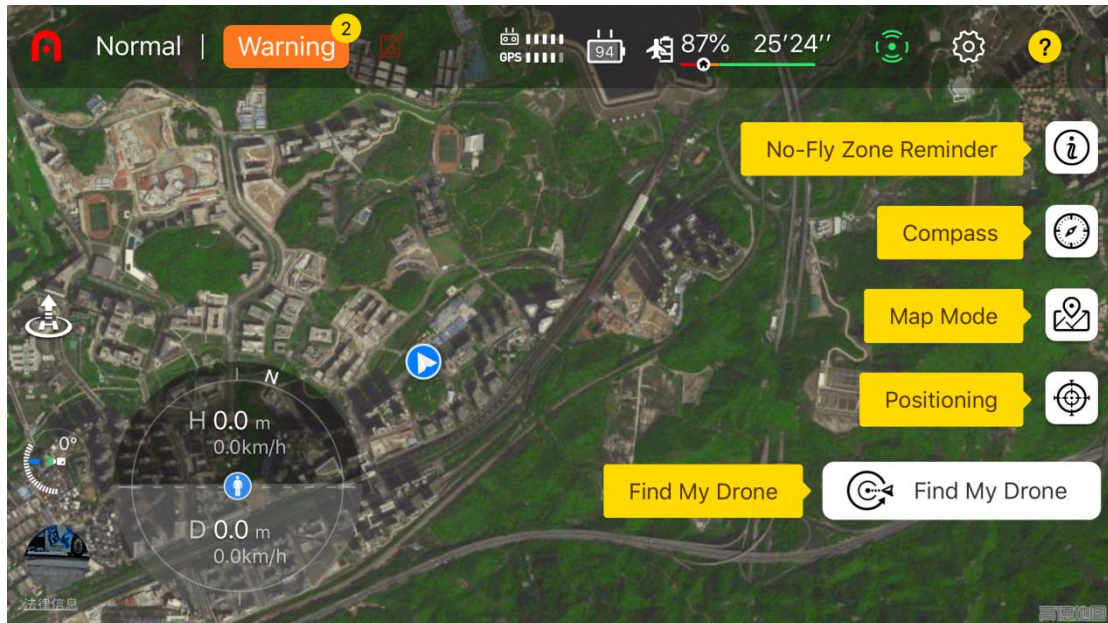 Normal | Warning 2
GPS
94
87% 25'24''
?
No-Fly Zone Reminder
Compass
Map Mode
Positioning
Find My Drone
Find My Drone
N
H 0.0 m
0.0km/h
D 0.0 m
0.0km/h
0°
法律信息
高德地图